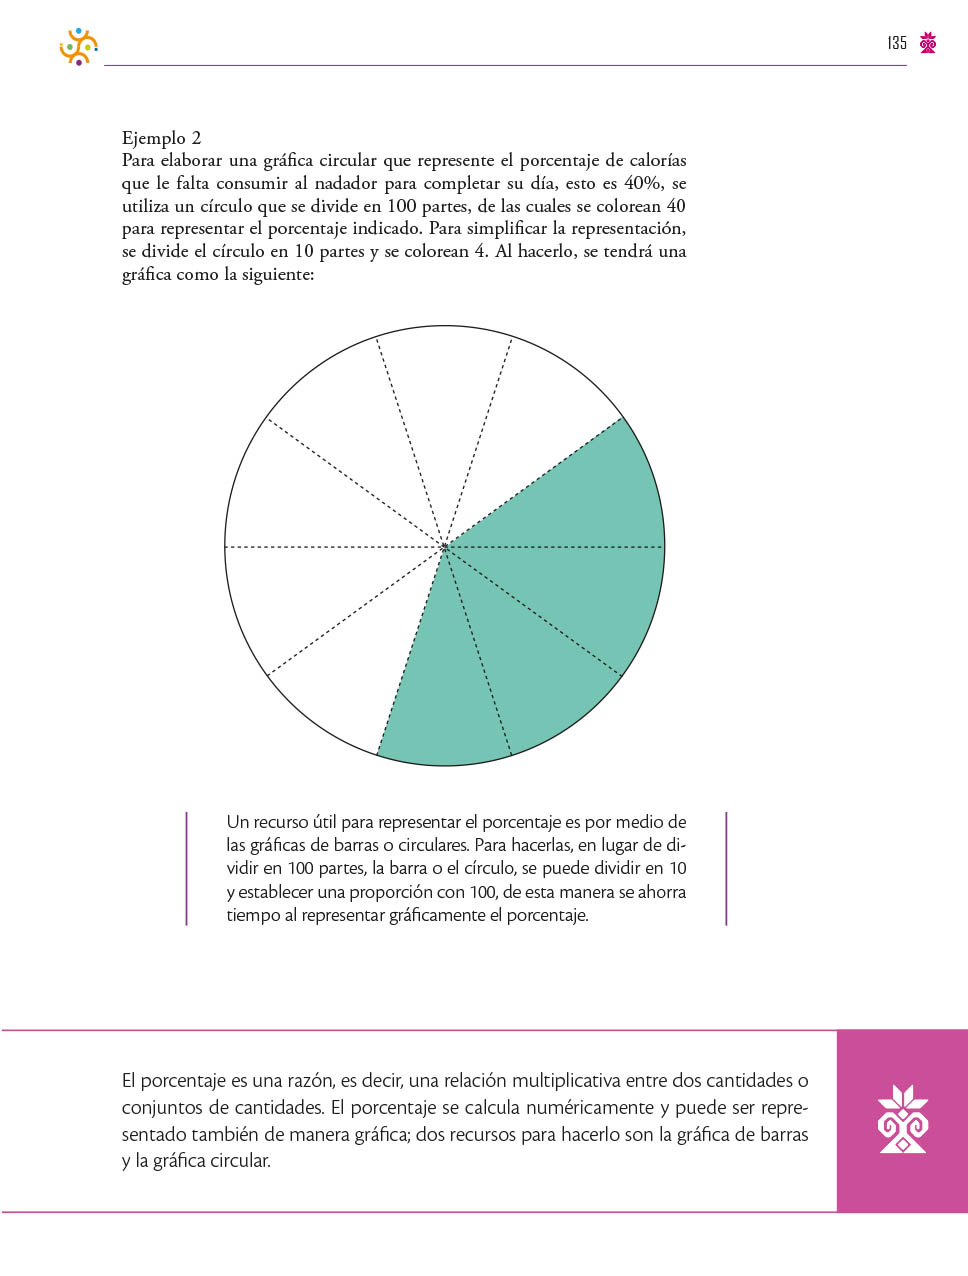 135
Ejemplo 2
Para elaborar una gráfica circular que represente el porcentaje de calorías
que le falta consumir al nadador para completar su día, esto es 40%, se
utiliza un círculo que se divide en 100 partes, de las cuales se colorean 40
para representar el porcentaje indicado. Para simplificar la representación,
se divide el círculo en 10 partes y se colorean 4. Al hacerlo, se tendrá una
gráfica como la siguiente:
Un recurso útil para representar el porcentaje es por medio de
las gráficas de barras o circulares. Para hacerlas, en lugar de di-
vidir en 100 partes, la barra o el círculo, se puede dividir en 10
y establecer una proporción con 100, de esta manera se ahorra
tiempo al representar gráficamente el porcentaje.
El porcentaje es una razón, es decir, una relación multiplicativa entre dos cantidades o
conjuntos de cantidades. El porcentaje se calcula numéricamente y puede ser repre-
sentado también de manera gráfica; dos recursos para hacerlo son la gráfica de barras
y la gráfica circular.